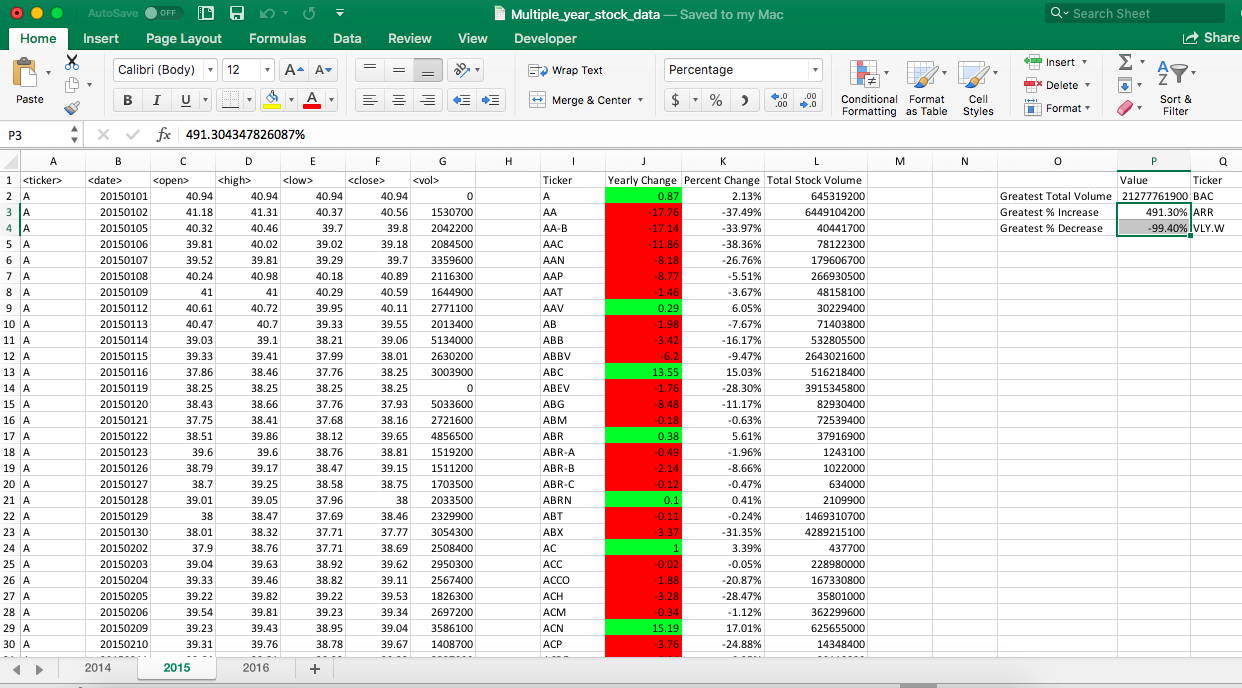 AutoSave OFF Multiple_year_stock_data — Saved to my Mac Search Sheet
Home Insert Page Layout Formulas Data Review View Developer Share
Paste Calibri (Body) 12 A A Wrap Text Percentage Conditional Formatting Format as Table Cell Styles Insert Delete Format Sort & Filter
B I U A Merge & Center $ % )
P3 fx 491.304347826087%
A B C D E F G H I J K L M N O P Q
1 <ticker> <date> <open> <high> <low> <close> <vol> Ticker Yearly Change Percent Change Total Stock Volume Value Ticker
2 A 20150101 40.94 40.94 40.94 40.94 0 A 0.87 2.13% 645319200 Greatest Total Volume 21277761900 BAC
3 A 20150102 41.18 41.31 40.37 40.56 1530700 AA -17.76 -37.49% 6449104200 Greatest % Increase 491.30% ARR
4 A 20150105 40.32 40.46 39.7 39.8 2042200 AA-B -17.14 -33.97% 40441700 Greatest % Decrease -99.40% VLY.W
5 A 20150106 39.81 40.02 39.02 39.18 2084500 AAC -11.86 -38.36% 78122300
6 A 20150107 39.52 39.81 39.29 39.7 3359600 AAN -8.18 -26.76% 179606700
7 A 20150108 40.24 40.98 40.18 40.89 2116300 AAP -8.77 -5.51% 266930500
8 A 20150109 41 41 40.29 40.59 1644900 AAT -1.46 -3.67% 48158100
9 A 20150112 40.61 40.72 39.95 40.11 2771100 AAV 0.29 6.05% 30229400
10 A 20150113 40.47 40.7 39.33 39.55 2013400 AB -1.98 -7.67% 71403800
11 A 20150114 39.03 39.1 38.21 39.06 5134000 ABB -3.42 -16.17% 532805500
12 A 20150115 39.33 39.41 37.99 38.01 2630200 ABBV -6.2 -9.47% 2643021600
13 A 20150116 37.86 38.46 37.76 38.25 3003900 ABC 13.55 15.03% 516218400
14 A 20150119 38.25 38.25 38.25 38.25 0 ABEV -1.76 -28.30% 3915345800
15 A 20150120 38.43 38.66 37.76 37.93 5033600 ABG -8.48 -11.17% 82930400
16 A 20150121 37.75 38.41 37.68 38.16 2721600 ABM -0.18 -0.63% 72539400
17 A 20150122 38.51 39.86 38.12 39.65 4856500 ABR 0.38 5.61% 37916900
18 A 20150123 39.6 39.6 38.76 38.81 1519200 ABR-A -0.49 -1.96% 1243100
19 A 20150126 38.79 39.17 38.47 39.15 1511200 ABR-B -2.14 -8.66% 1022000
20 A 20150127 38.7 39.25 38.58 38.75 1703500 ABR-C -0.12 -0.47% 634000
21 A 20150128 39.01 39.05 37.96 38 2033500 ABRN 0.1 0.41% 2109900
22 A 20150129 38 38.47 37.69 38.46 2329900 ABT -0.11 -0.24% 1469310700
23 A 20150130 38.01 38.32 37.71 37.77 3054300 ABX -3.37 -31.35% 4289215100
24 A 20150202 37.9 38.76 37.71 38.69 2508400 AC 1 3.39% 437700
25 A 20150203 39.04 39.63 38.92 39.62 2950300 ACC -0.02 -0.05% 228980000
26 A 20150204 39.33 39.46 38.82 39.11 2567400 ACCO -1.88 -20.87% 167330800
27 A 20150205 39.22 39.82 39.22 39.53 1826300 ACH -3.28 -28.47% 35801000
28 A 20150206 39.54 39.81 39.23 39.34 2697200 ACM -0.34 -1.12% 362299600
29 A 20150209 39.23 39.43 38.95 39.04 3586100 ACN 15.19 17.01% 625655000
30 A 20150210 39.31 39.76 38.78 39.67 1408700 ACP -3.76 -24.88% 14348400
2014 2015 2016 +